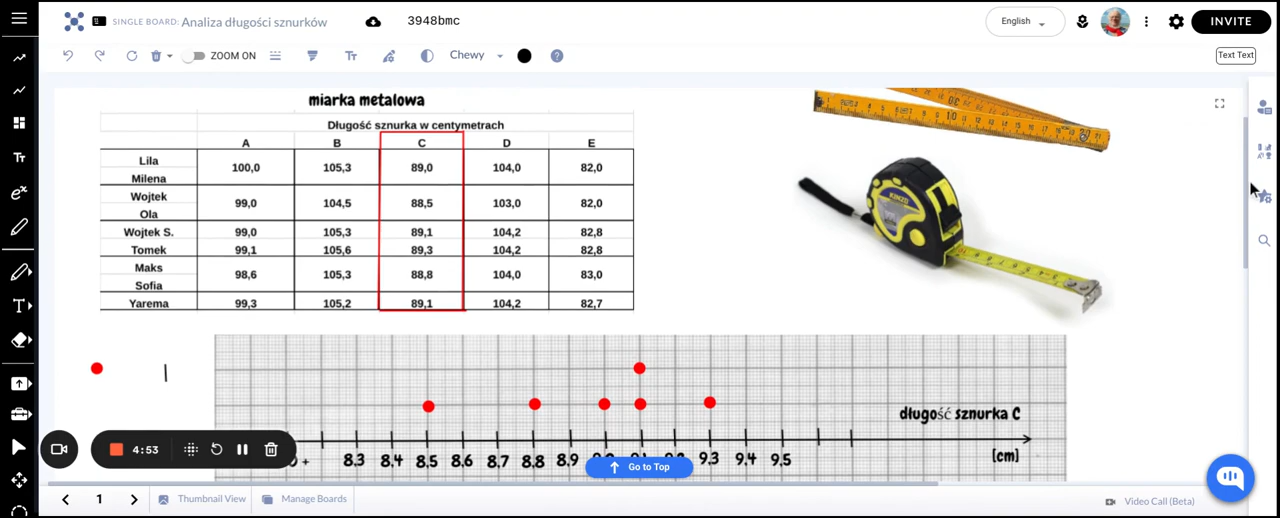 SINGLE BOARD: Analiza długości sznurków
3948bmc
English
INVITE
ZOOM ON
Tт
Chewy
Text Text
miarka metalowa
Długość sznurka w centymetrach
A B C D E
Lila
Milena
100,0 105,3 89,0 104,0 82,0
Wojtek
Ola
99,0 104,5 88,5 103,0 82,0
Wojtek S. 99,0 105,3 89,1 104,2 82,8
Tomek 99,1 105,6 89,3 104,2 82,8
Maks
Sofia
98,6 105,3 88,8 104,0 83,0
Yarema 99,3 105,2 89,1 104,2 82,7
długość sznurka C
+ 8,3 8,4 8,5 8,6 8,7 8,8 8,9 9,3 9,4 9,5
[cm]
4:53
Go to Top
1
Thumbnail View
Manage Boards
Video Call (Beta)